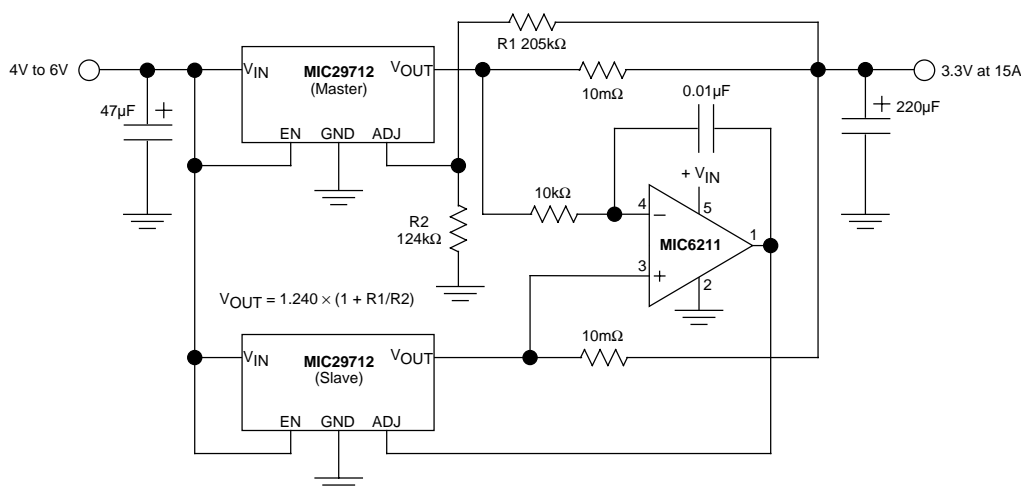 R1 205kΩ
4V to 6V
VIN
MIC29712
(Master)
VOUT
10mΩ
3.3V at 15A
47µF
+
EN
GND
ADJ
0.01µF
220µF
+
+ VIN
R2
124kΩ
10kΩ
4
−
5
MIC6211
1
3
+
2
VOUT = 1.240 × (1 + R1/R2)
VIN
MIC29712
(Slave)
VOUT
10mΩ
EN
GND
ADJ